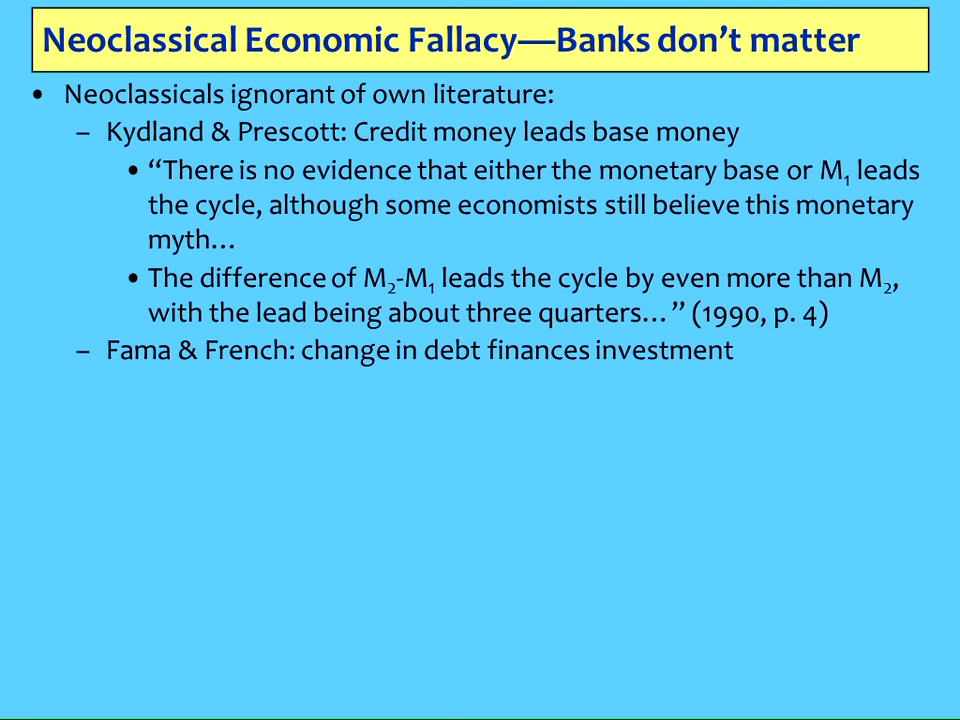 Neoclassical Economic Fallacy—Banks don’t matter
• Neoclassicals ignorant of own literature:
– Kydland & Prescott: Credit money leads base money
• “There is no evidence that either the monetary base or M₁ leads
the cycle, although some economists still believe this monetary
myth…
• The difference of M₂-M₁ leads the cycle by even more than M₂,
with the lead being about three quarters…” (1990, p. 4)
– Fama & French: change in debt finances investment